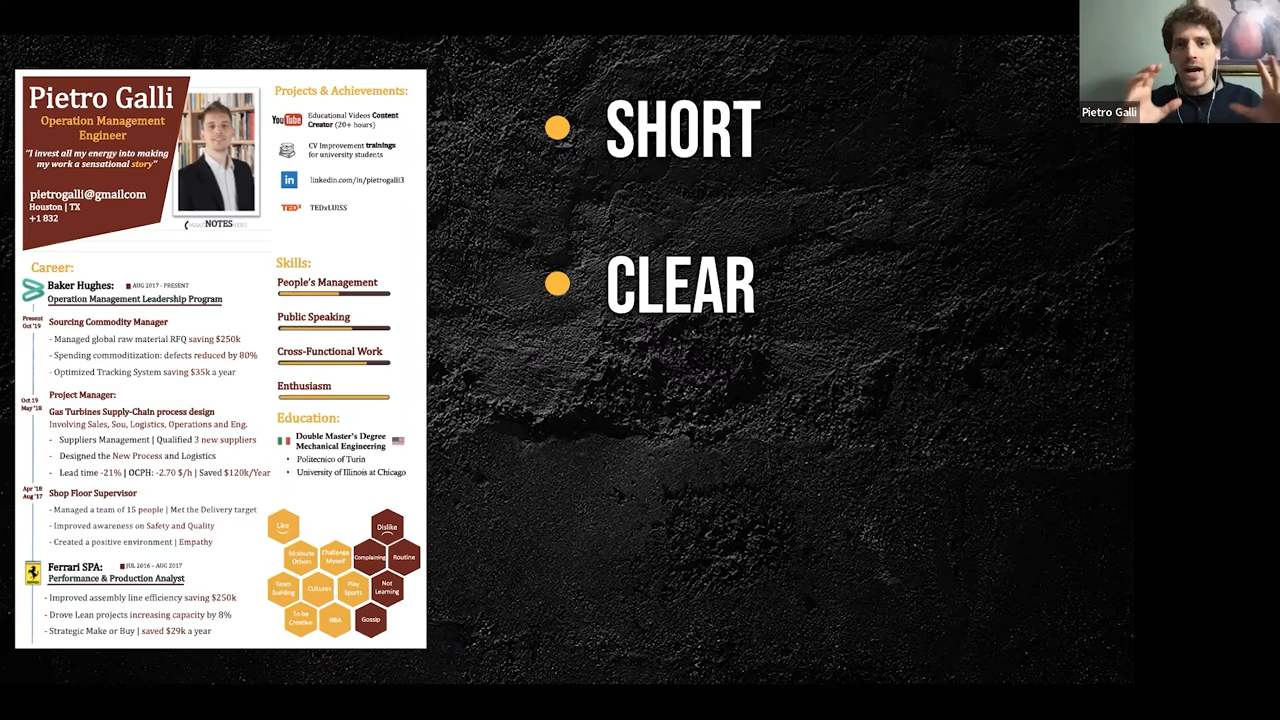 Pietro Galli
Operation Management
Engineer
"I invest all my energy into making
my work a sensational story"
pietrogalli@gmailcom
Houston | TX
+1 832
NOTES
Projects & Achievements:
YouTube
Educational Videos Content
Creator (20+ hours)
CV Improvement trainings
for university students
in
linkedin.com/in/pietrogalli3
TEDx
TEDxLUISS
Career:
Baker Hughes:
AUG 2017 - PRESENT
Operation Management Leadership Program
Present
Oct '19
Sourcing Commodity Manager
- Managed global raw material RFQ saving $250k
- Spending commoditization: defects reduced by 80%
- Optimized Tracking System saving $35k a year
Oct 19
May '18
Project Manager:
Gas Turbines Supply-Chain process design
Involving Sales, Sou, Logistics, Operations and Eng.
- Suppliers Management | Qualified 3 new suppliers
- Designed the New Process and Logistics
- Lead time -21% | OCPH: -2.70 $/h | Saved $120k/Year
Apr '18
Aug '17
Shop Floor Supervisor
- Managed a team of 15 people | Met the Delivery target
- Improved awareness on Safety and Quality
- Created a positive environment | Empathy
Ferrari SPA:
JUL 2016 – AUG 2017
Performance & Production Analyst
- Improved assembly line efficiency saving $250k
- Drove Lean projects increasing capacity by 8%
- Strategic Make or Buy | saved $29k a year
Skills:
People's Management
Public Speaking
Cross-Functional Work
Enthusiasm
Education:
Double Master's Degree
Mechanical Engineering
• Politecnico of Turin
• University of Illinois at Chicago
Like
Dislike
Motivate
Others
Challenge
Myself
Complaining
Routine
Team
Building
Cultures
Play
Sports
Not
Learning
To be
Creative
NBA
Gossip
SHORT
CLEAR
Pietro Galli